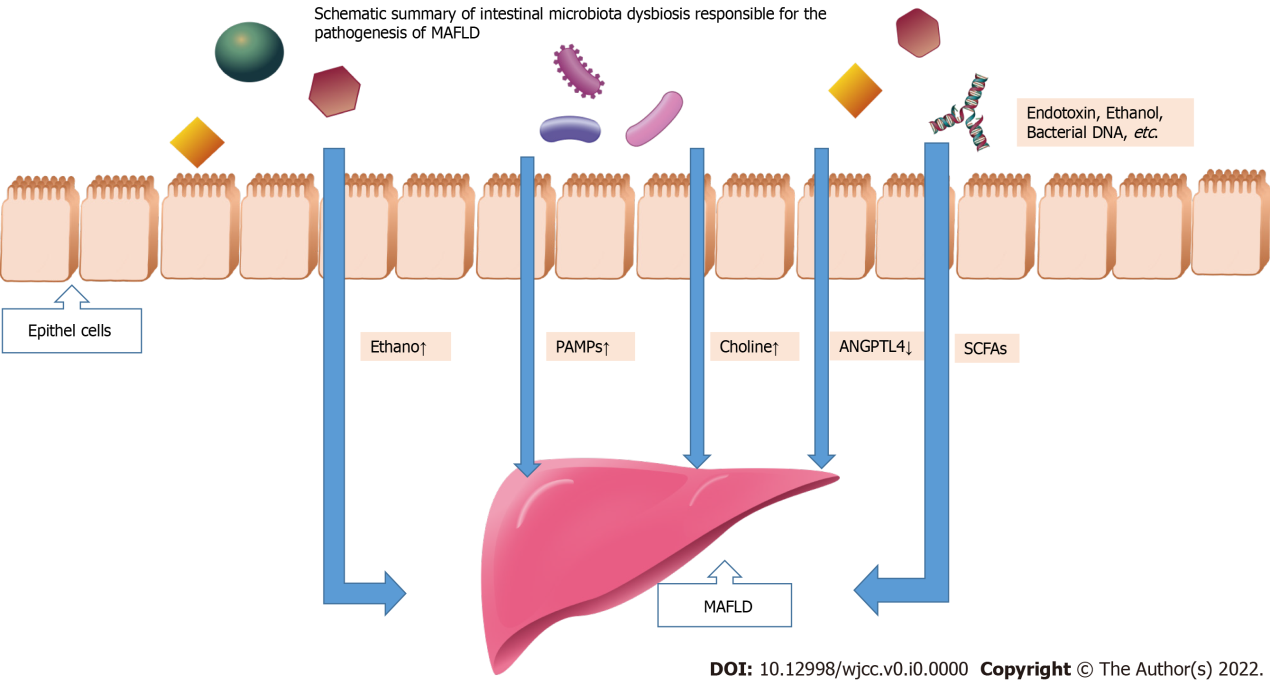 Schematic summary of intestinal microbiota dysbiosis responsible for the
pathogenesis of MAFLD
Endotoxin, Ethanol,
Bacterial DNA, etc.
Epithel cells
Ethano↑
PAMPs↑
Choline↑
ANGPTL4↓
SCFAs
MAFLD
DOI: 10.12998/wjcc.v0.i0.0000 Copyright © The Author(s) 2022.